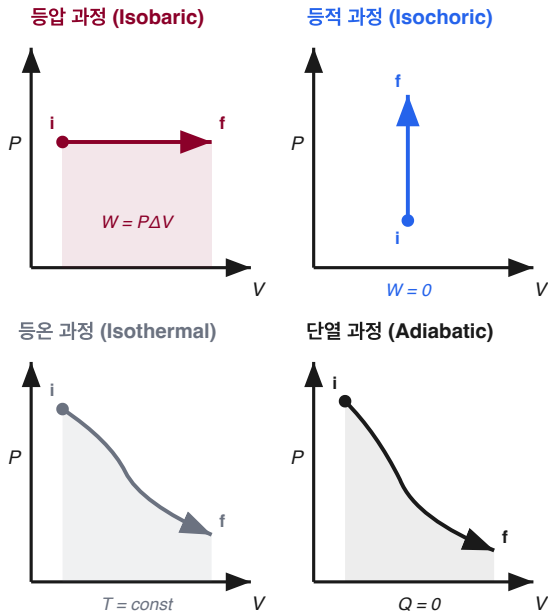 등압 과정 (Isobaric)
i
f
P
W = PΔV
V
등적 과정 (Isochoric)
f
P
i
W = 0
V
등온 과정 (Isothermal)
i
P
f
T = const
V
단열 과정 (Adiabatic)
i
P
f
Q = 0
V